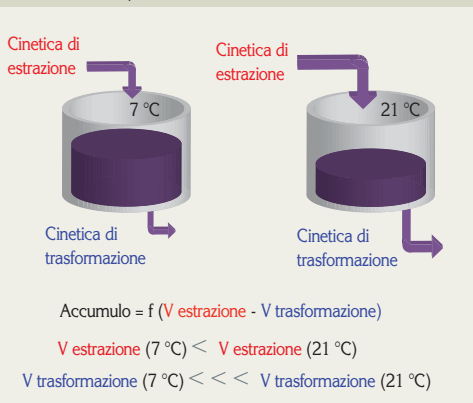 Cinetica di
estrazione
7 °C
Cinetica di
trasformazione
Cinetica di
estrazione
21 °C
Cinetica di
trasformazione
Accumulo = f (V estrazione - V trasformazione)
V estrazione (7 °C) < V estrazione (21 °C)
V trasformazione (7 °C) < < < V trasformazione (21 °C)